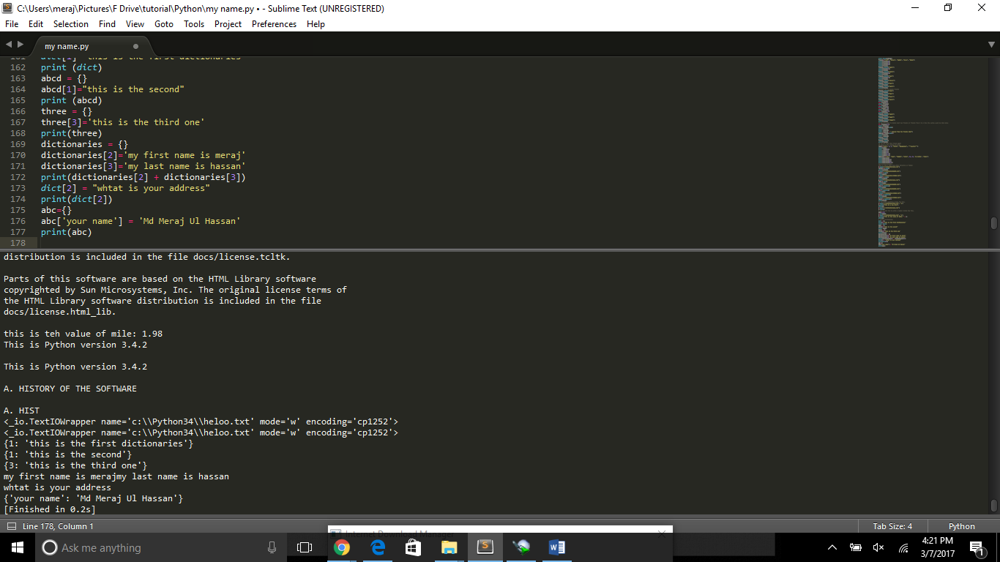 C:\Users\meraj\Pictures\F Drive\tutorial\Python\my name.py • - Sublime Text (UNREGISTERED)
File Edit Selection Find View Goto Tools Project Preferences Help
my name.py
161 dict[1]="this is the first dictionaries"
162 print (dict)
163 abcd = {}
164 abcd[1]="this is the second"
165 print (abcd)
166 three = {}
167 three[3]='this is the third one'
168 print(three)
169 dictionaries = {}
170 dictionaries[2]='my first name is meraj'
171 dictionaries[3]='my last name is hassan'
172 print(dictionaries[2] + dictionaries[3])
173 dict[2] = "whtat is your address"
174 print(dict[2])
175 abc={}
176 abc['your name'] = 'Md Meraj Ul Hassan'
177 print(abc)
178
distribution is included in the file docs/license.tcltk.
Parts of this software are based on the HTML Library software
copyrighted by Sun Microsystems, Inc. The original license terms of
the HTML Library software distribution is included in the file
docs/license.html_lib.
this is teh value of mile: 1.98
This is Python version 3.4.2
This is Python version 3.4.2
A. HISTORY OF THE SOFTWARE
A. HIST
<_io.TextIOWrapper name='c:\\Python34\\heloo.txt' mode='w' encoding='cp1252'>
<_io.TextIOWrapper name='c:\\Python34\\heloo.txt' mode='w' encoding='cp1252'>
{1: 'this is the first dictionaries'}
{1: 'this is the second'}
{3: 'this is the third one'}
my first name is merajmy last name is hassan
whtat is your address
{'your name': 'Md Meraj Ul Hassan'}
[Finished in 0.2s]
Line 178, Column 1 Tab Size: 4 Python
Internet Download Manager
Ask me anything
4:21 PM
3/7/2017
1